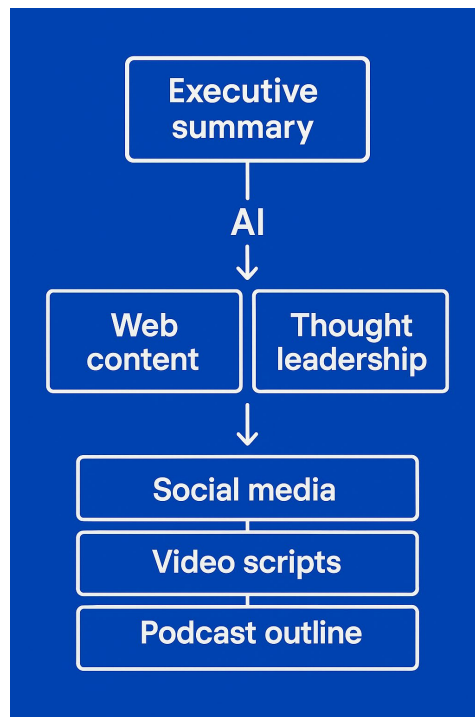 Executive
summary
AI
Web
content
Thought
leadership
Social media
Video scripts
Podcast outline